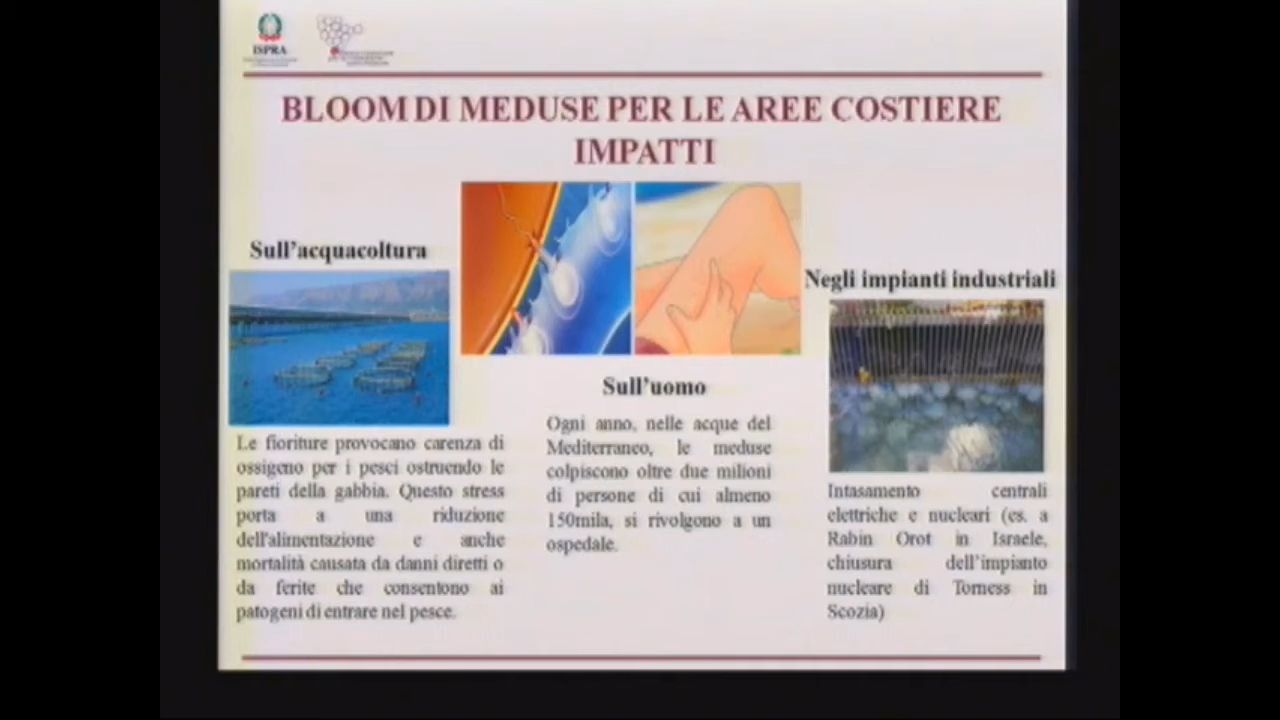 ISPRA
BLOOM DI MEDUSE PER LE AREE COSTIERE
IMPATTI
Sull'acquacoltura
Le fioriture provocano carenza di
ossigeno per i pesci ostruendo le
pareti della gabbia. Questo stress
porta a una riduzione
dell'alimentazione e anche
mortalità causata da danni diretti o
da ferite che consentono ai
patogeni di entrare nel pesce.
Sull'uomo
Ogni anno, nelle acque del
Mediterraneo, le meduse
colpiscono oltre due milioni
di persone di cui almeno
150mila, si rivolgono a un
ospedale.
Negli impianti industriali
Intasamento centrali
elettriche e nucleari (es. a
Rabin Orot in Israele,
chiusura dell'impianto
nucleare di Torness in
Scozia)